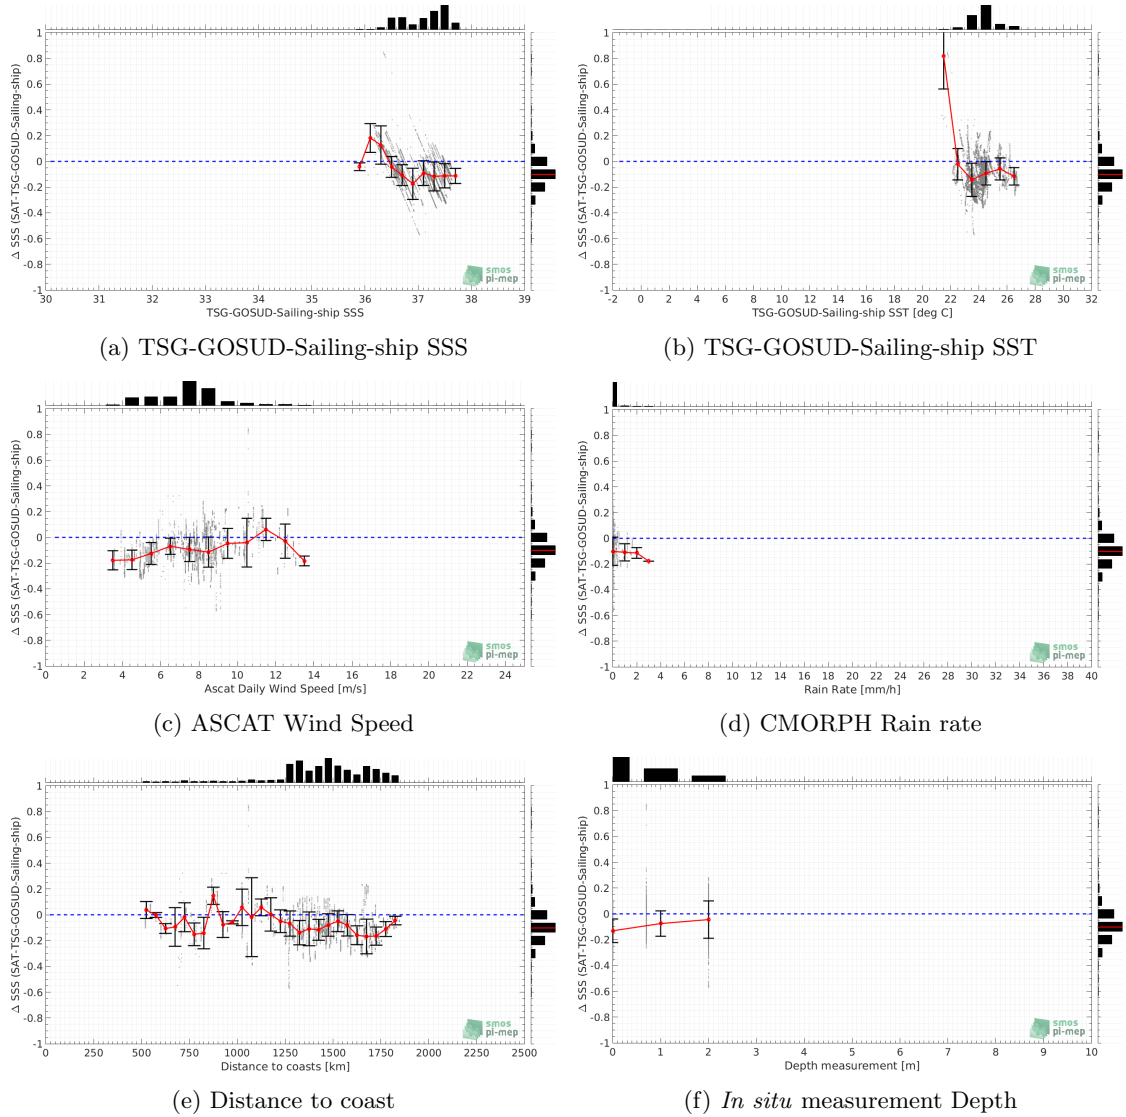 Δ SSS (SAT-TSG-GOSUD-Sailing-ship)
1
0.8
0.6
0.4
0.2
0
-0.2
-0.4
-0.6
-0.8
-1
30 31 32 33 34 35 36 37 38 39
TSG-GOSUD-Sailing-ship SSS
smos
pi-mep
(a) TSG-GOSUD-Sailing-ship SSS
Δ SSS (SAT-TSG-GOSUD-Sailing-ship)
1
0.8
0.6
0.4
0.2
0
-0.2
-0.4
-0.6
-0.8
-1
-2 0 2 4 6 8 10 12 14 16 18 20 22 24 26 28 30 32
TSG-GOSUD-Sailing-ship SST [deg C]
smos
pi-mep
(b) TSG-GOSUD-Sailing-ship SST
Δ SSS (SAT-TSG-GOSUD-Sailing-ship)
1
0.8
0.6
0.4
0.2
0
-0.2
-0.4
-0.6
-0.8
-1
0 2 4 6 8 10 12 14 16 18 20 22 24
Ascat Daily Wind Speed [m/s]
smos
pi-mep
(c) ASCAT Wind Speed
Δ SSS (SAT-TSG-GOSUD-Sailing-ship)
1
0.8
0.6
0.4
0.2
0
-0.2
-0.4
-0.6
-0.8
-1
0 2 4 6 8 10 12 14 16 18 20 22 24 26 28 30 32 34 36 38 40
Rain Rate [mm/h]
smos
pi-mep
(d) CMORPH Rain rate
Δ SSS (SAT-TSG-GOSUD-Sailing-ship)
1
0.8
0.6
0.4
0.2
0
-0.2
-0.4
-0.6
-0.8
-1
0 250 500 750 1000 1250 1500 1750 2000 2250 2500
Distance to coasts [km]
smos
pi-mep
(e) Distance to coast
Δ SSS (SAT-TSG-GOSUD-Sailing-ship)
1
0.8
0.6
0.4
0.2
0
-0.2
-0.4
-0.6
-0.8
-1
0 1 2 3 4 5 6 7 8 9 10
Depth measurement [m]
smos
pi-mep
(f) In situ measurement Depth